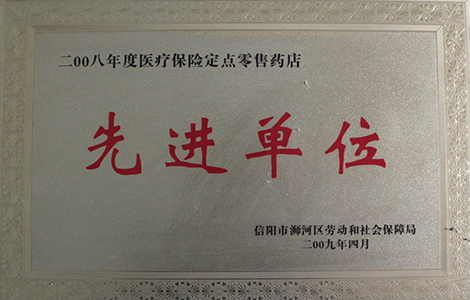 二00八年度医疗保险定点零售药店
先进单位
信阳市浉河区劳动和社会保障局
二00九年四月